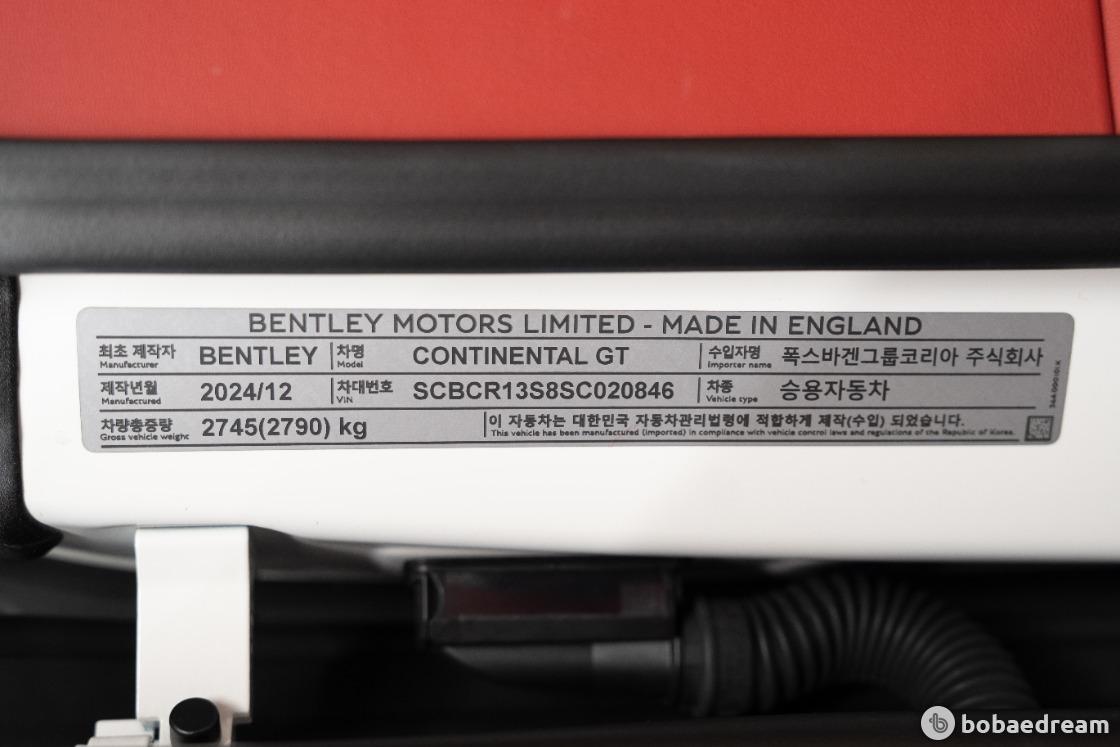 BENTLEY MOTORS LIMITED - MADE IN ENGLAND
최초 제작자 Manufacturer BENTLEY 차명 Model CONTINENTAL GT 수입자명 Importer name 폭스바겐그룹코리아 주식회사
제작년월 Manufactured 2024/12 차대번호 VIN SCBCR13S8SC020846 차종 Vehicle type 승용자동차
차량총중량 Gross vehicle weight 2745(2790) kg 이 자동차는 대한민국 자동차관리법령에 적합하게 제작(수입) 되었습니다.
This vehicle has been manufactured (imported) in compliance with vehicle control laws and regulations of the Republic of Korea.
bobaedream